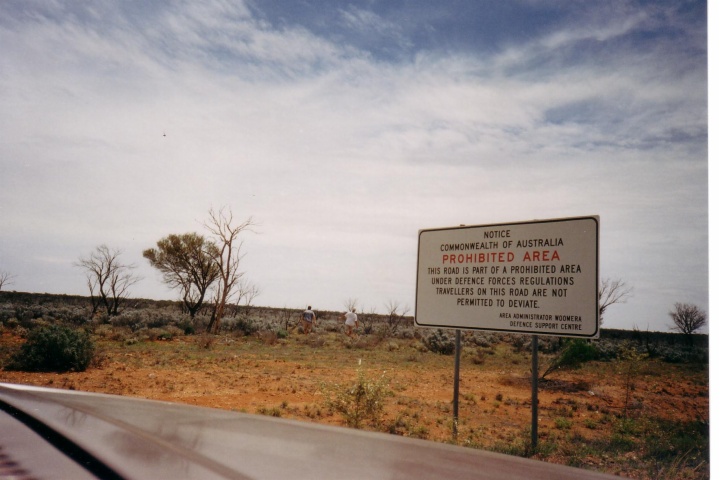 NOTICE
COMMONWEALTH OF AUSTRALIA
PROHIBITED AREA
THIS ROAD IS PART OF A PROHIBITED AREA
UNDER DEFENCE FORCES REGULATIONS
TRAVELLERS ON THIS ROAD ARE NOT
PERMITTED TO DEVIATE.
AREA ADMINISTRATOR WOOMERA
DEFENCE SUPPORT CENTRE